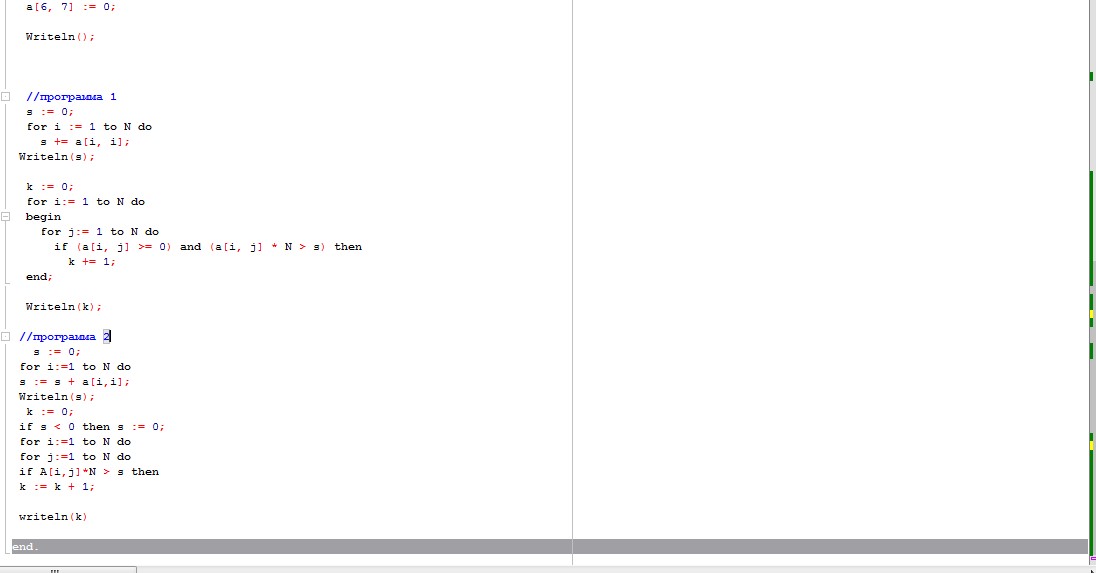 a[6, 7] := 0;
Writeln();
//программа 1
s := 0;
for i := 1 to N do
s += a[i, i];
Writeln(s);
k := 0;
for i:= 1 to N do
begin
for j:= 1 to N do
if (a[i, j] >= 0) and (a[i, j] * N > s) then
k += 1;
end;
Writeln(k);
//программа 2
s := 0;
for i:=1 to N do
s := s + a[i,i];
Writeln(s);
k := 0;
if s < 0 then s := 0;
for i:=1 to N do
for j:=1 to N do
if A[i,j]*N > s then
k := k + 1;
writeln(k)
end.